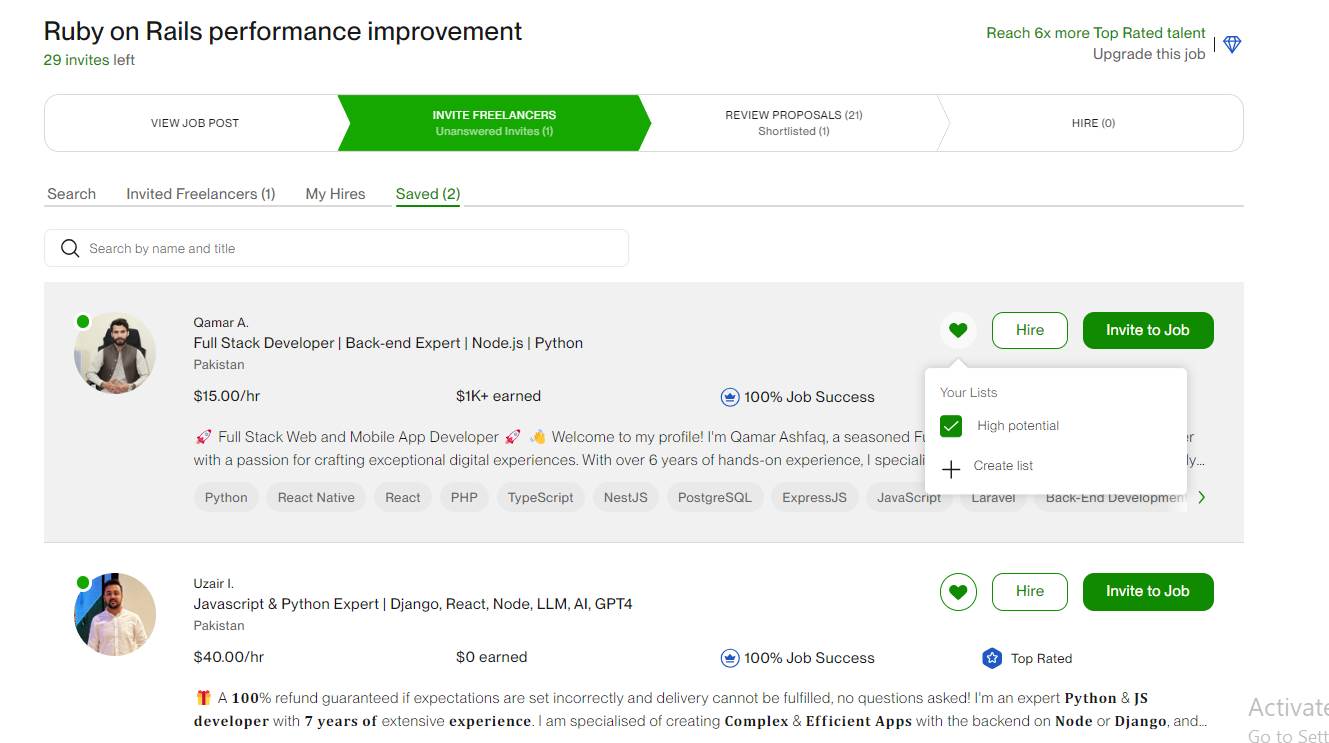 Ruby on Rails performance improvement
29 invites left
Reach 6x more Top Rated talent
Upgrade this job
VIEW JOB POST
INVITE FREELANCERS
Unanswered Invites (1)
REVIEW PROPOSALS (21)
Shortlisted (1)
HIRE (0)
Search
Invited Freelancers (1)
My Hires
Saved (2)
Search by name and title
Qamar A.
Full Stack Developer | Back-end Expert | Node.js | Python
Pakistan
Hire
Invite to Job
$15.00/hr
$1K+ earned
100% Job Success
Your Lists
High potential
Create list
🚀 Full Stack Web and Mobile App Developer 🚀 👋 Welcome to my profile! I'm Qamar Ashfaq, a seasoned
with a passion for crafting exceptional digital experiences. With over 6 years of hands-on experience, I
Python
React Native
React
PHP
TypeScript
NestJS
PostgreSQL
ExpressJS
JavaScript
Laravel
Back-End Developmen
Uzair I.
Javascript & Python Expert | Django, React, Node, LLM, AI, GPT4
Pakistan
Hire
Invite to Job
$40.00/hr
$0 earned
100% Job Success
Top Rated
🎁 A 100% refund guaranteed if expectations are set incorrectly and delivery cannot be fulfilled, no questions asked! I'm an expert Python & JS
developer with 7 years of extensive experience. I am specialised of creating Complex & Efficient Apps with the backend on Node or Django, and...
Activate
Go to Sett